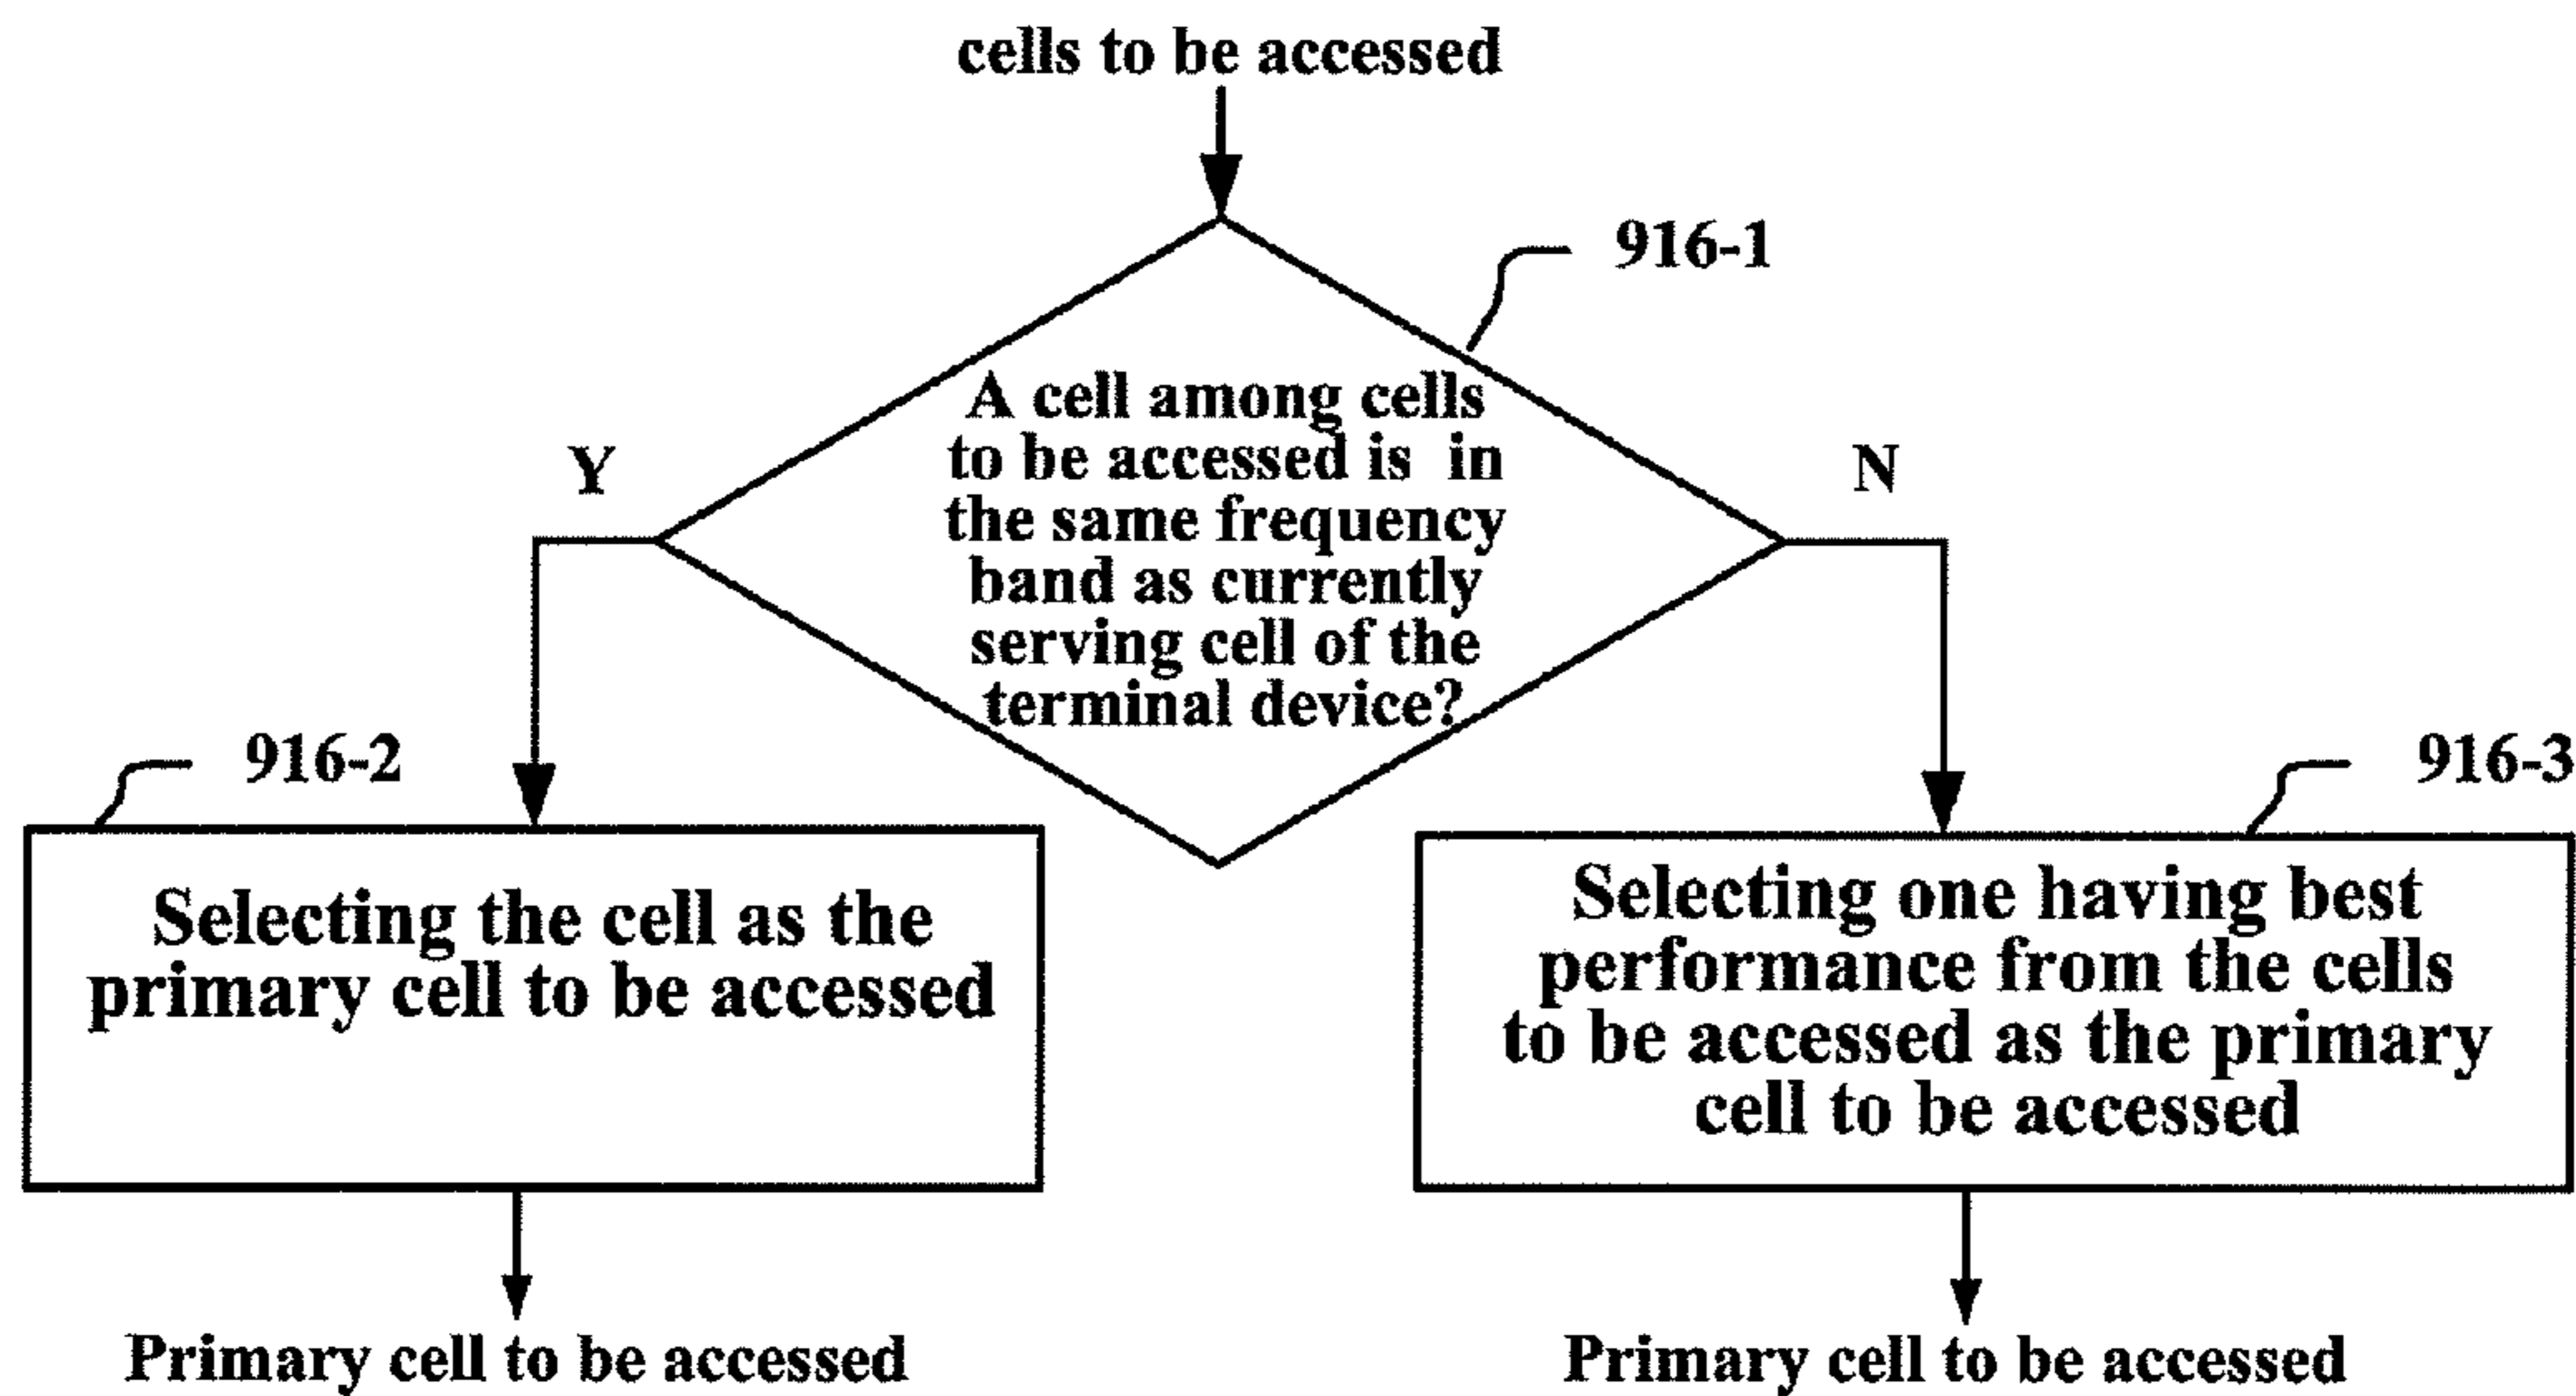 cells to be accessed
916-1
A cell among cells
to be accessed is in
the same frequency
band as currently
serving cell of the
terminal device?
Y
N
916-2
Selecting the cell as the
primary cell to be accessed
916-3
Selecting one having best
performance from the cells
to be accessed as the primary
cell to be accessed
Primary cell to be accessed
Primary cell to be accessed